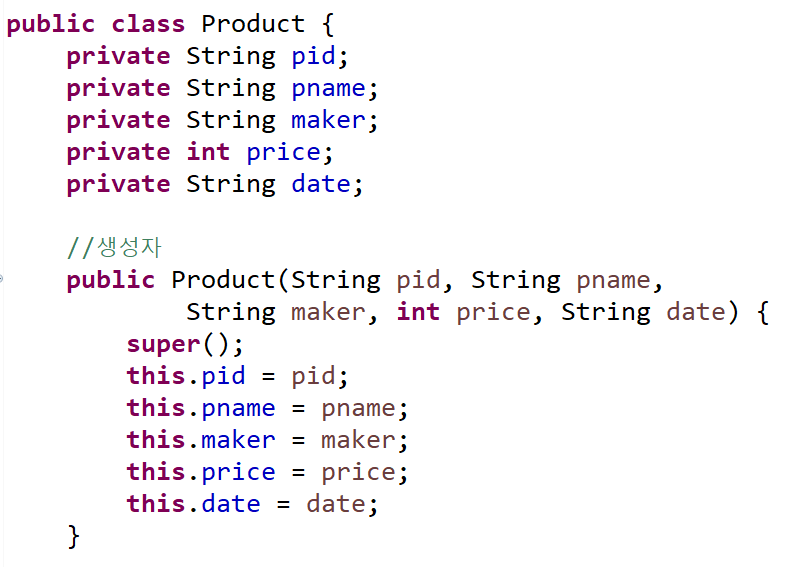 public class Product {
    private String pid;
    private String pname;
    private String maker;
    private int price;
    private String date;
    //생성자
    public Product(String pid, String pname,
            String maker, int price, String date) {
        super();
        this.pid = pid;
        this.pname = pname;
        this.maker = maker;
        this.price = price;
        this.date = date;
    }